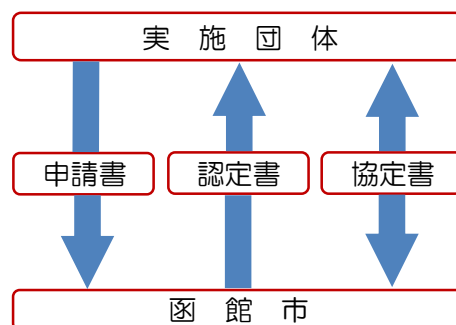 実施団体
申請書
認定書
協定書
函館市